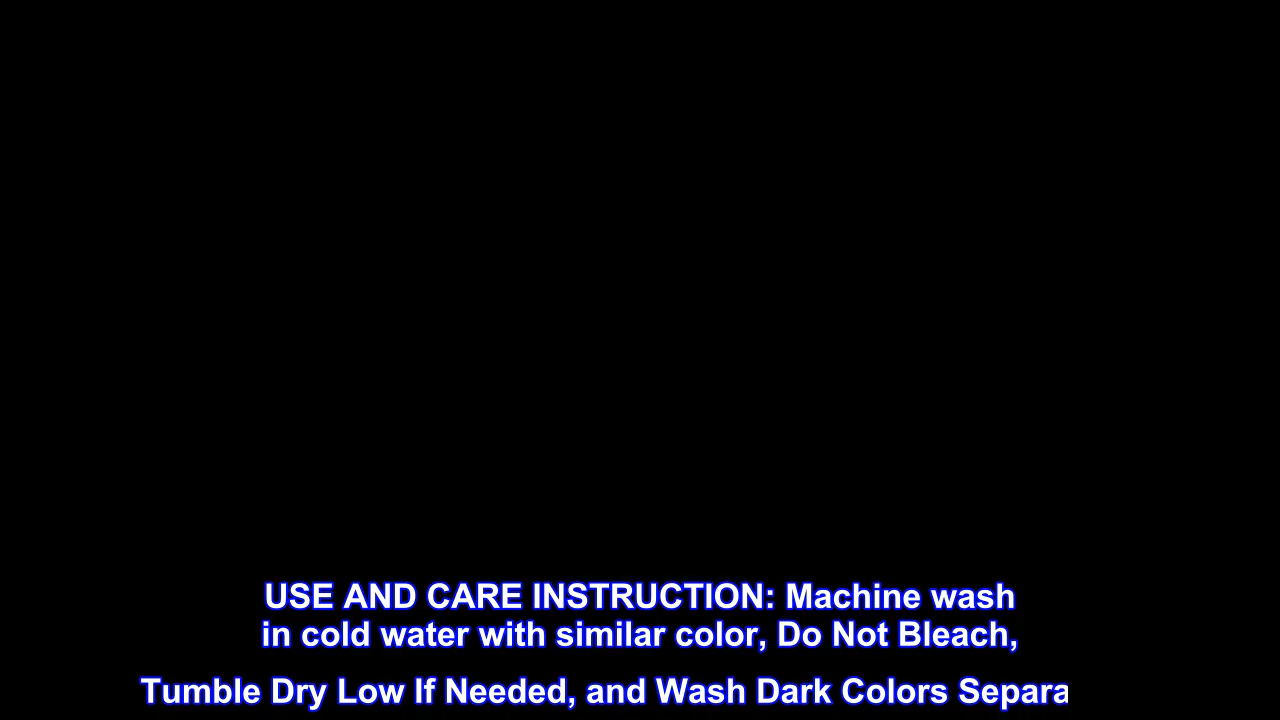 USE AND CARE INSTRUCTION: Machine wash
in cold water with similar color, Do Not Bleach,
Tumble Dry Low If Needed, and Wash Dark Colors Separa